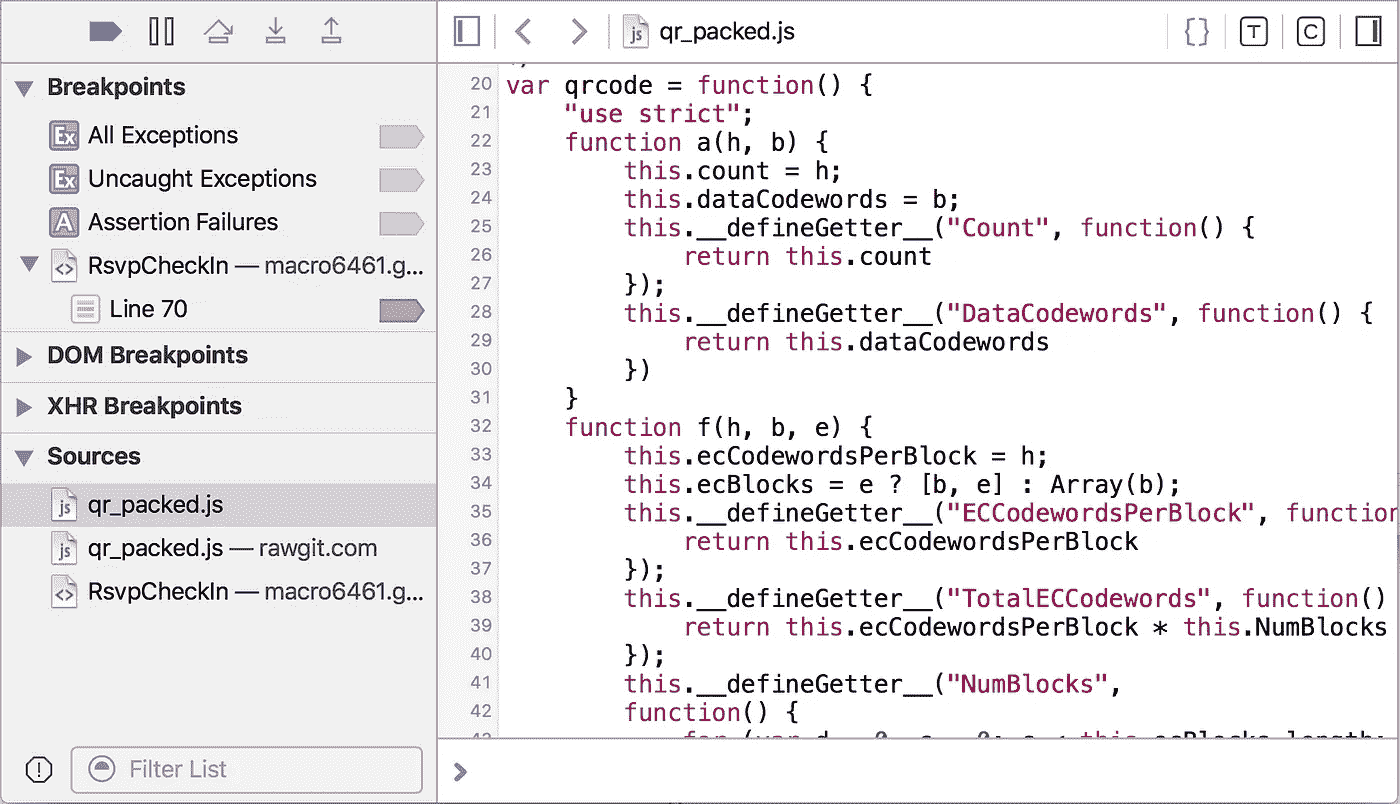 qr_packed.js
Breakpoints
All Exceptions
Uncaught Exceptions
Assertion Failures
RsvpCheckIn — macro6461.g...
Line 70
DOM Breakpoints
XHR Breakpoints
Sources
qr_packed.js
qr_packed.js — rawgit.com
RsvpCheckIn — macro6461.g...
Filter List
20 var qrcode = function() {
21 "use strict";
22 function a(h, b) {
23 this.count = h;
24 this.dataCodewords = b;
25 this.__defineGetter__("Count", function() {
26 return this.count
27 });
28 this.__defineGetter__("DataCodewords", function() {
29 return this.dataCodewords
30 })
31 }
32 function f(h, b, e) {
33 this.ecCodewordsPerBlock = h;
34 this.ecBlocks = e ? [b, e] : Array(b);
35 this.__defineGetter__("ECCodewordsPerBlock", function
36 return this.ecCodewordsPerBlock
37 });
38 this.__defineGetter__("TotalECCodewords", function()
39 return this.ecCodewordsPerBlock * this.NumBlocks
40 });
41 this.__defineGetter__("NumBlocks",
42 function() {